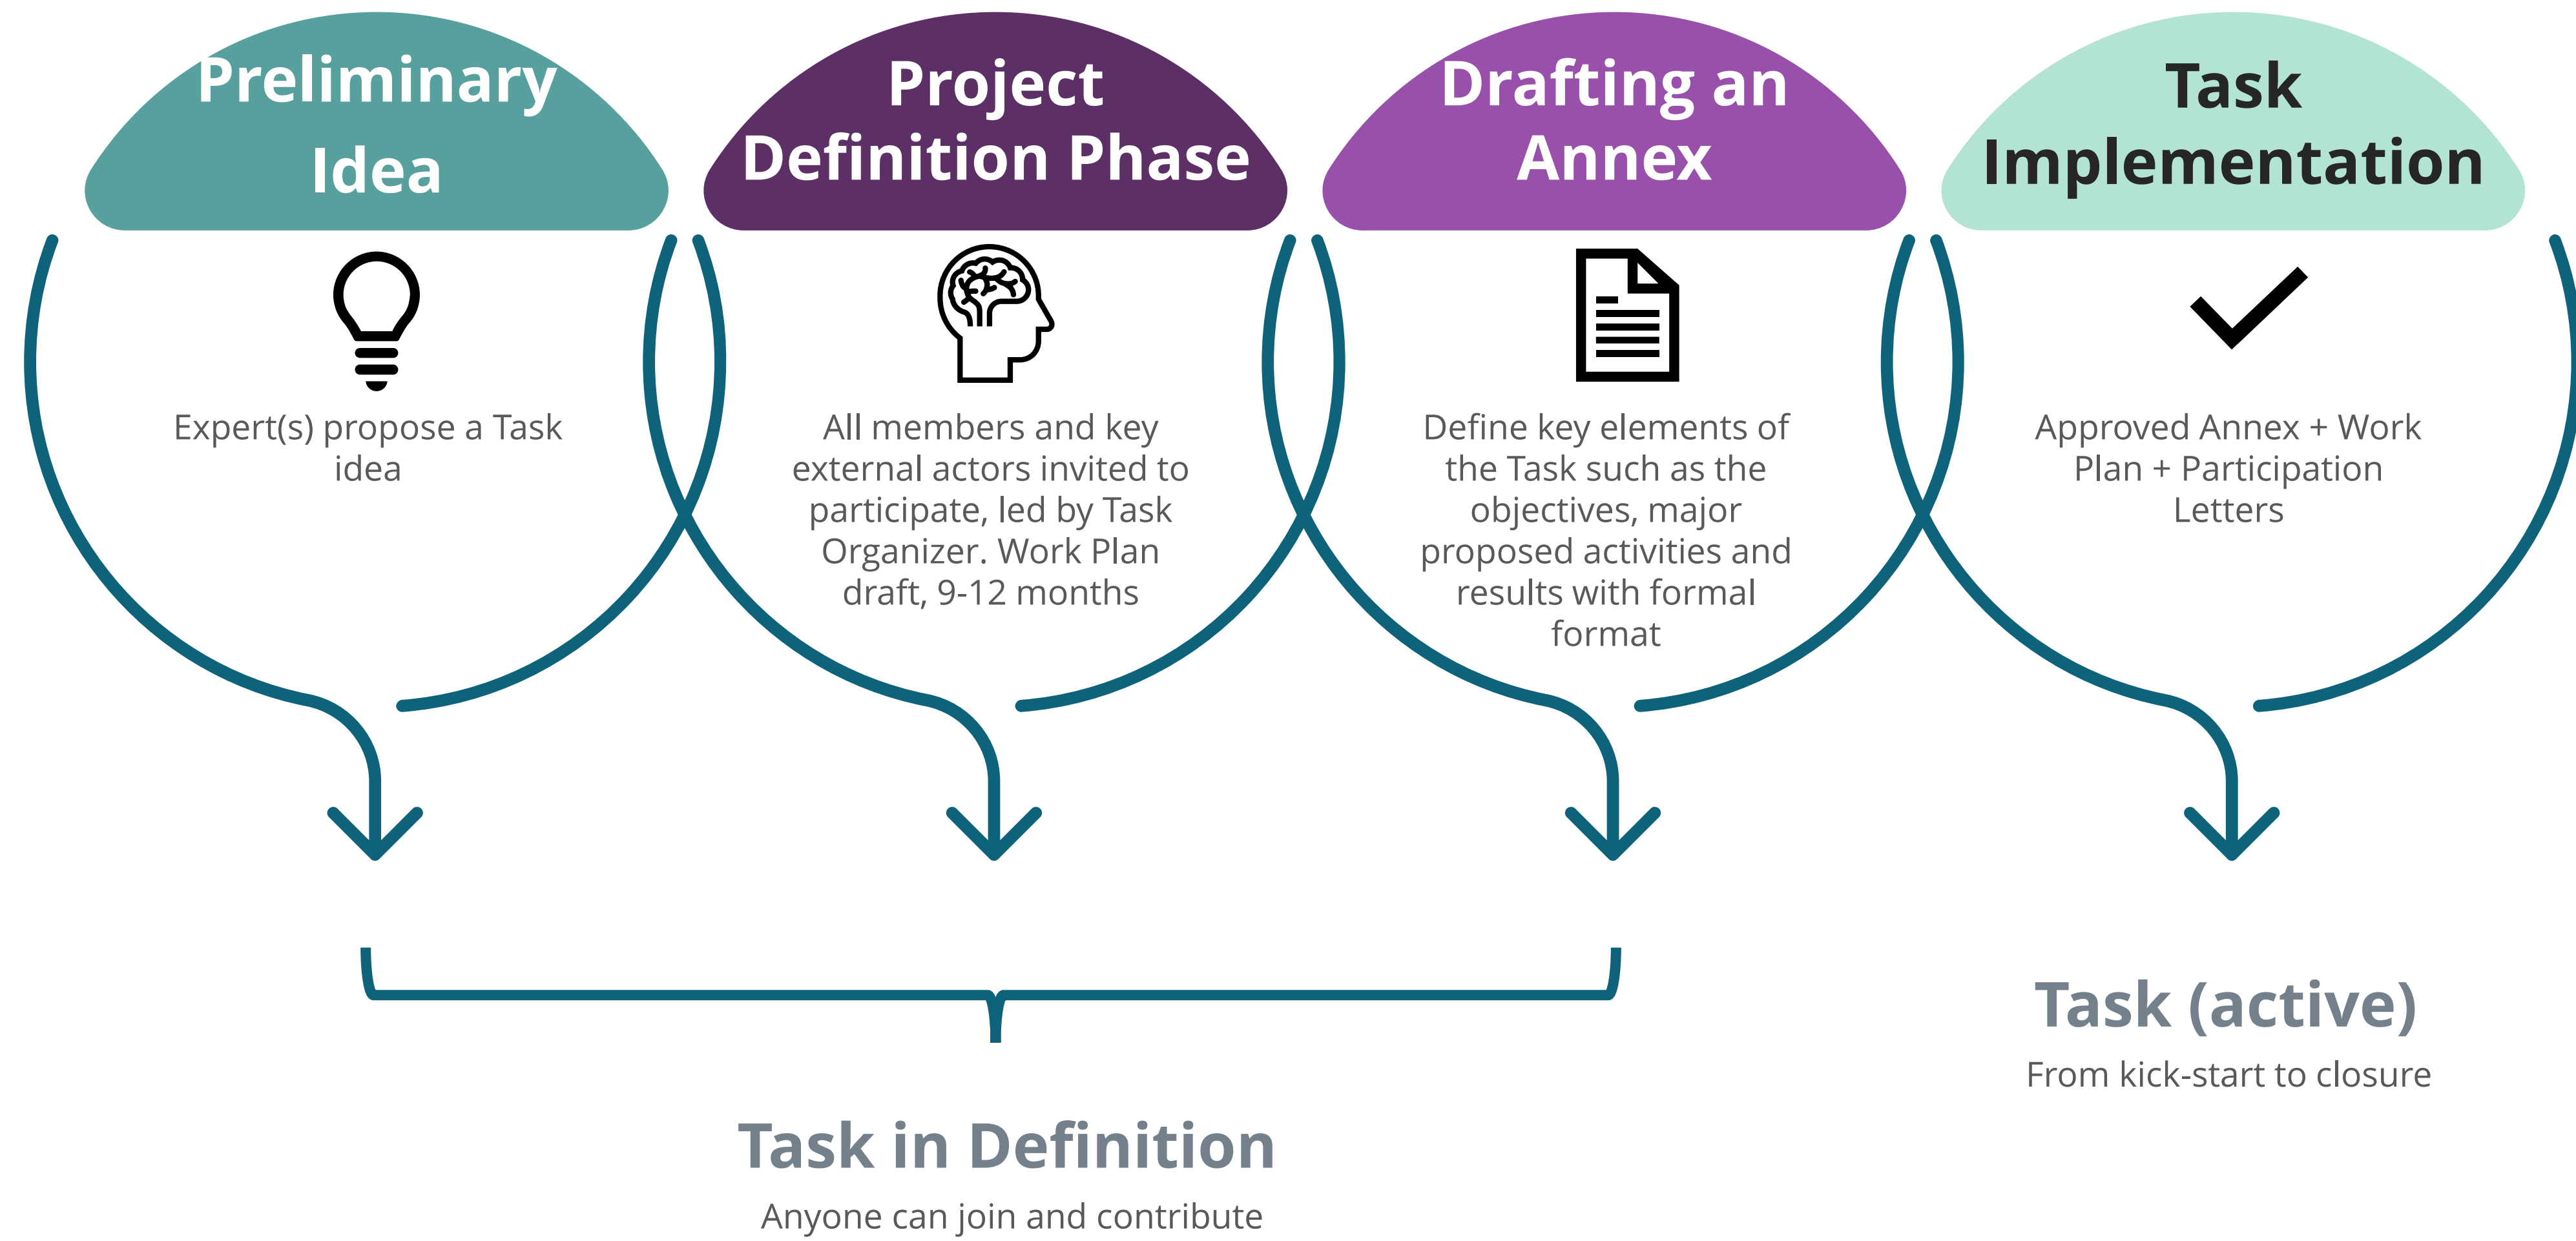 Preliminary
Idea
Expert(s) propose a Task
idea
Project
Definition Phase
All members and key
external actors invited to
participate, led by Task
Organizer. Work Plan
draft, 9-12 months
Drafting an
Annex
Define key elements of
the Task such as the
objectives, major
proposed activities and
results with formal
format
Task
Implementation
Approved Annex + Work
Plan + Participation
Letters
Task in Definition
Anyone can join and contribute
Task (active)
From kick-start to closure